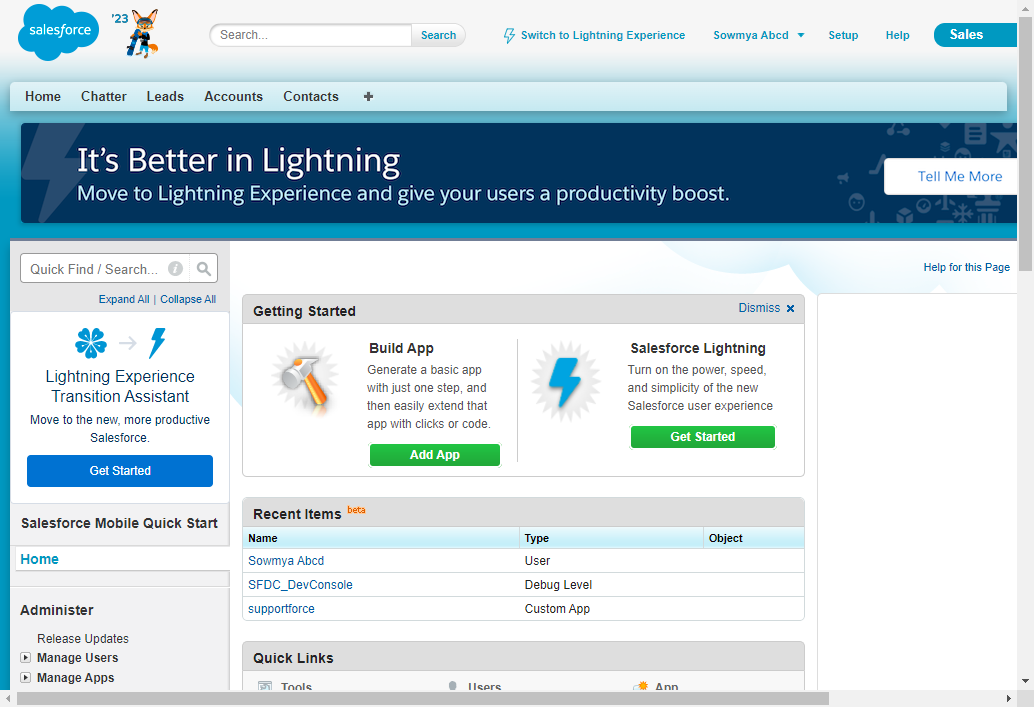 salesforce
'23
Search...
Search
Switch to Lightning Experience
Sowmya Abcd
Setup
Help
Sales
Home
Chatter
Leads
Accounts
Contacts
It's Better in Lightning
Move to Lightning Experience and give your users a productivity boost.
Tell Me More
Quick Find / Search...
Expand All | Collapse All
Lightning Experience
Transition Assistant
Move to the new, more productive
Salesforce.
Get Started
Salesforce Mobile Quick Start
Home
Administer
Release Updates
Manage Users
Manage Apps
Help for this Page
Getting Started
Dismiss
Build App
Generate a basic app
with just one step, and
then easily extend that
app with clicks or code.
Add App
Salesforce Lightning
Turn on the power, speed,
and simplicity of the new
Salesforce user experience
Get Started
Recent Items beta
Name Type Object
Sowmya Abcd User
SFDC_DevConsole Debug Level
supportforce Custom App
Quick Links
Tools Users App